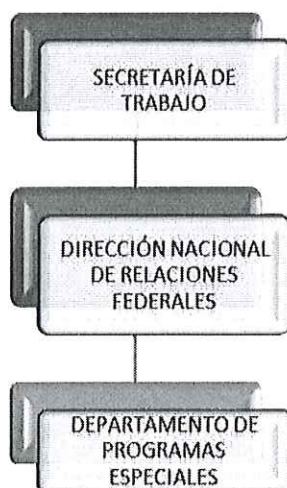 SECRETARÍA DE
TRABAJO
DIRECCIÓN NACIONAL
DE RELACIONES
FEDERALES
DEPARTAMENTO DE
PROGRAMAS
ESPECIALES